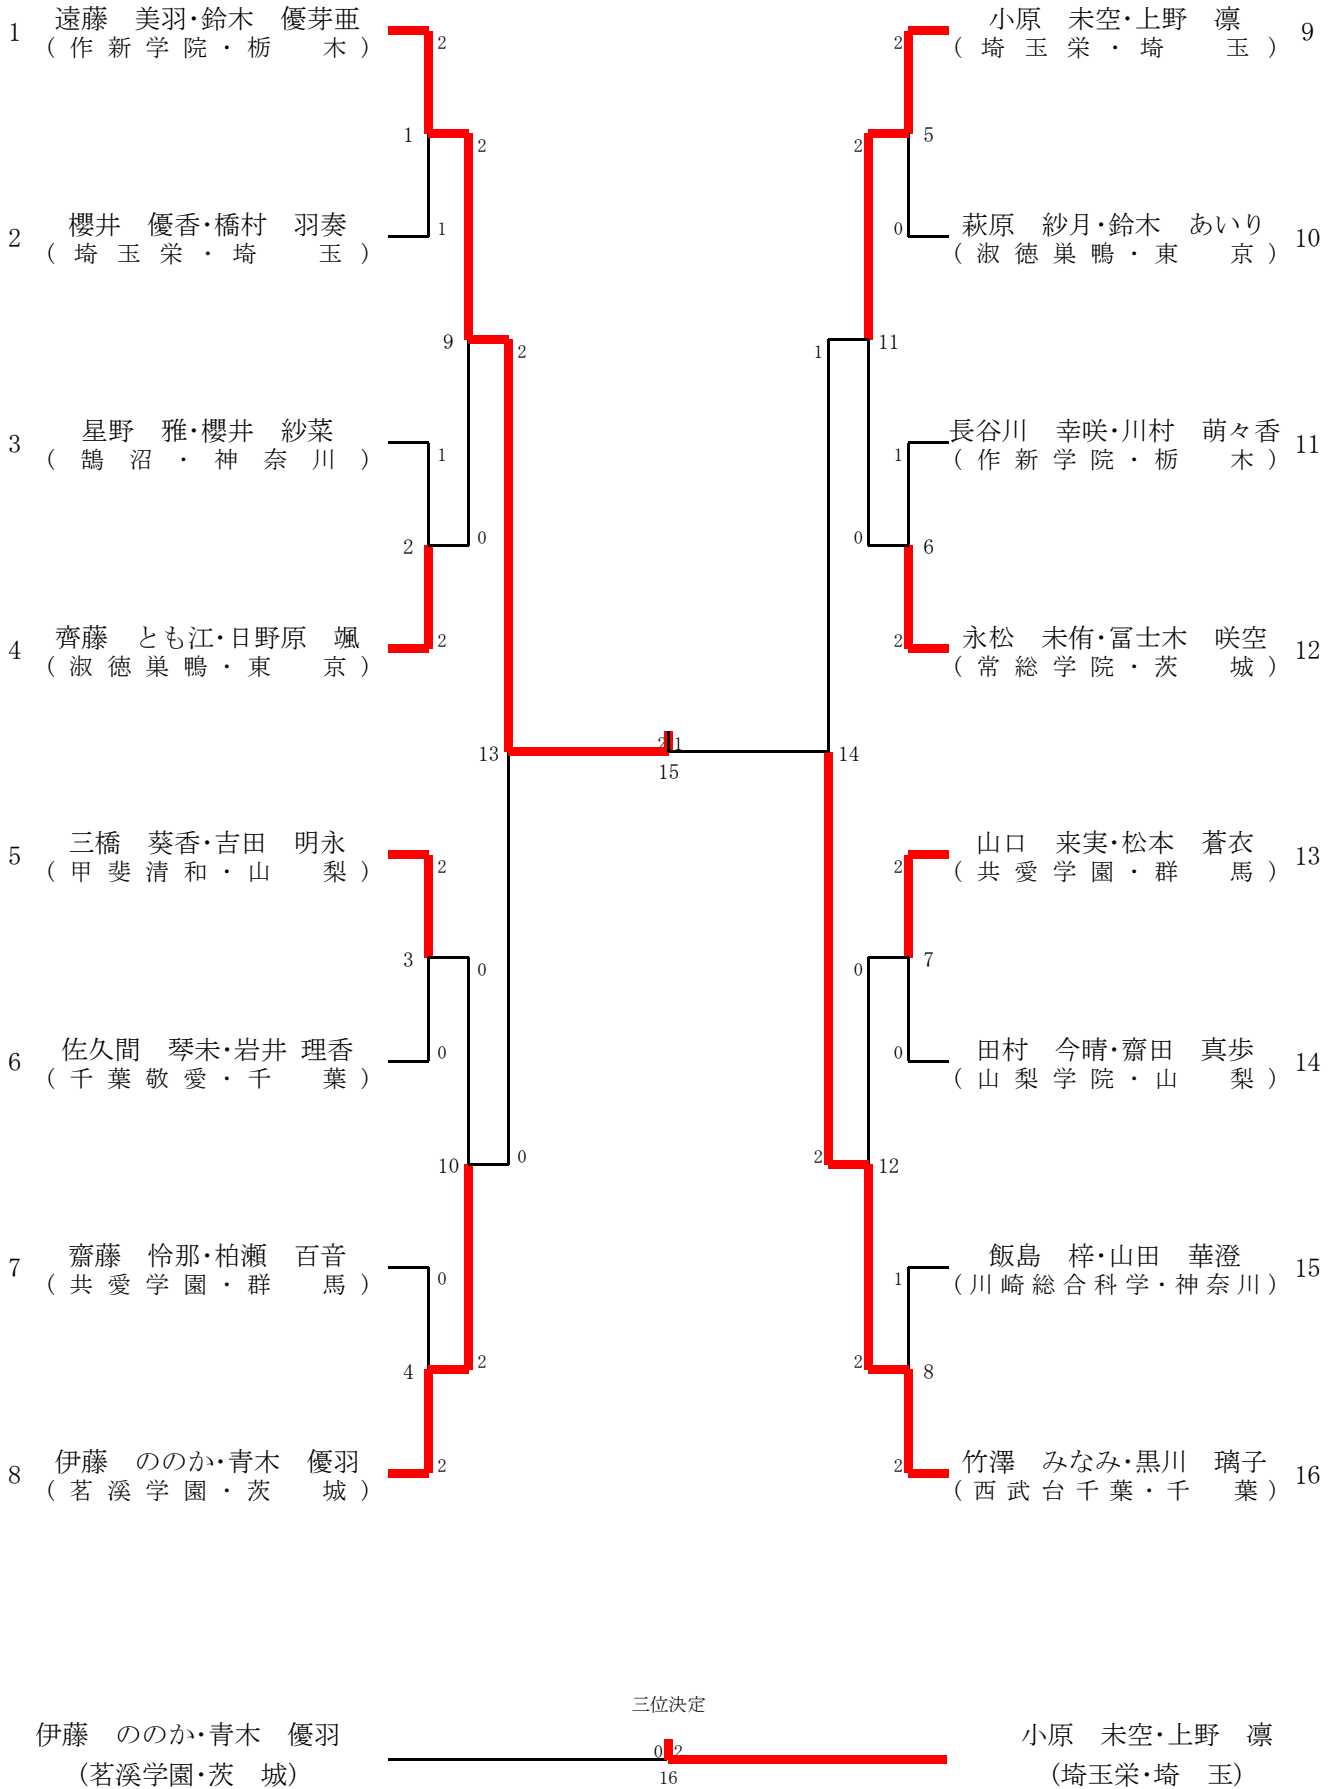 1 遠藤　美羽・鈴木　優芽亜
(作新学院・栃　木)
2
1
2
2 櫻井　優香・橋村　羽奏
(埼玉栄・埼　玉)
1
9
2
3 星野　雅・櫻井　紗菜
(鵠沼・神奈川)
1
2
0
4 齊藤　とも江・日野原　颯
(淑徳巣鴨・東　京)
2
13
5 三橋　葵香・吉田　明永
(甲斐清和・山　梨)
2
3
0
6 佐久間　琴未・岩井 理香
(千葉敬愛・千　葉)
0
10
0
7 齋藤　怜那・柏瀬　百音
(共愛学園・群　馬)
0
4
2
8 伊藤　ののか・青木　優羽
(茗溪学園・茨　城)
2
2 1
15
小原　未空・上野　凛 9
(埼玉栄・埼　玉)
2
2
5
萩原　紗月・鈴木　あいり 10
(淑徳巣鴨・東　京)
0
1
11
長谷川　幸咲・川村　萌々香 11
(作新学院・栃　木)
1
0
6
永松　未侑・冨士木　咲空 12
(常総学院・茨　城)
2
14
山口　来実・松本　蒼衣 13
(共愛学園・群　馬)
2
0
7
田村　今晴・齋田　真歩 14
(山梨学院・山　梨)
0
2
12
飯島　梓・山田　華澄 15
(川崎総合科学・神奈川)
1
2
8
竹澤　みなみ・黒川　璃子 16
(西武台千葉・千　葉)
2
三位決定
伊藤　ののか・青木　優羽
(茗溪学園・茨　城)
0 2
16
小原　未空・上野　凛
(埼玉栄・埼　玉)